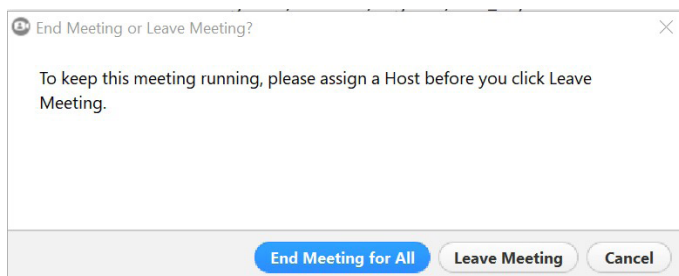 End Meeting or Leave Meeting?
To keep this meeting running, please assign a Host before you click Leave
Meeting.
End Meeting for All Leave Meeting Cancel